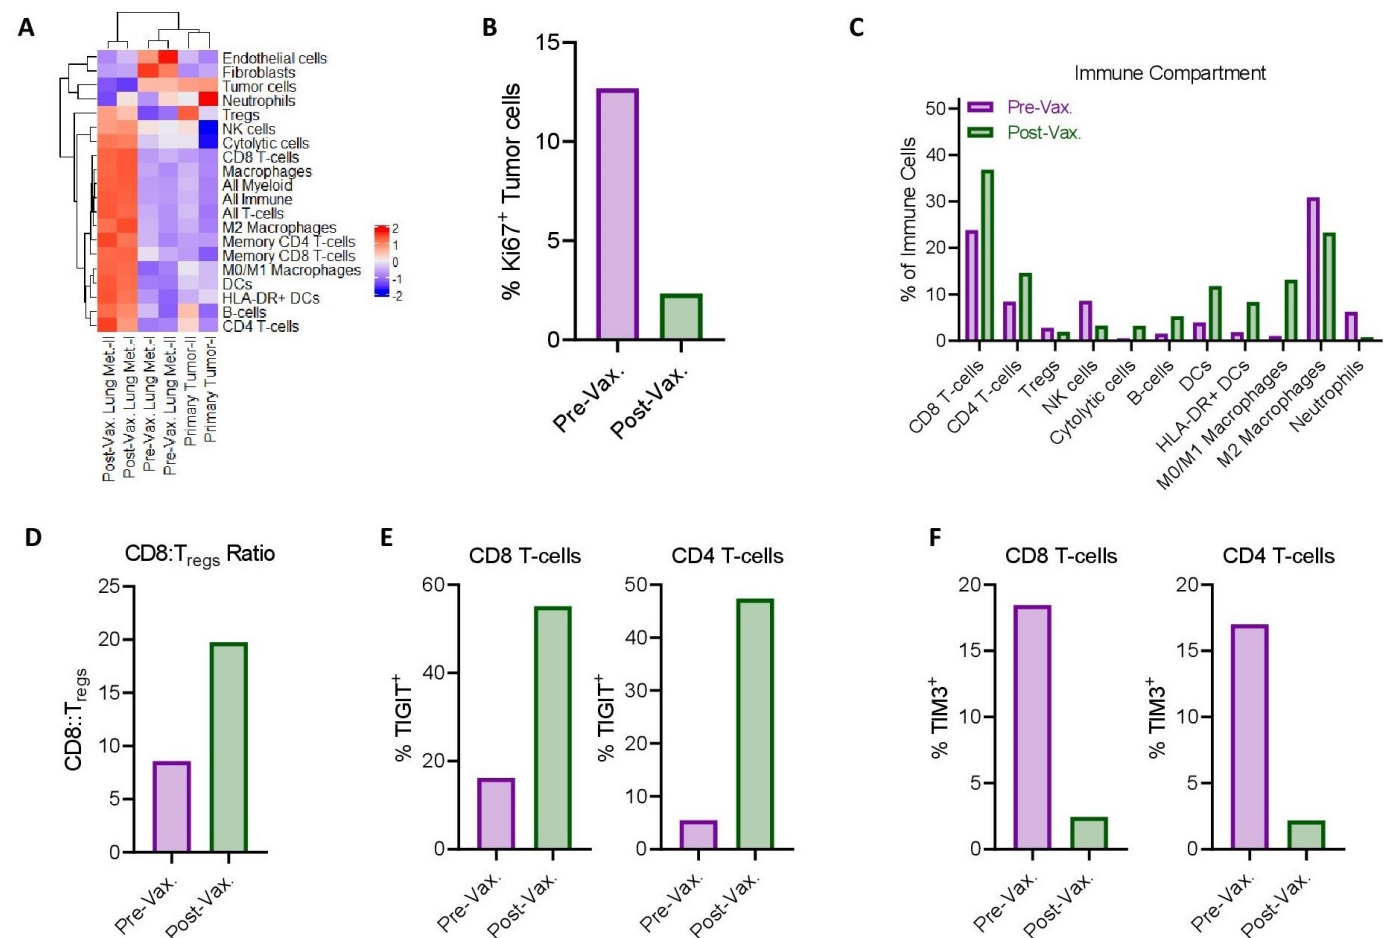 A
Endothelial cells
Fibroblasts
Tumor cells
Neutrophils
Tregs
NK cells
Cytolytic cells
CD8 T-cells
Macrophages
All Myeloid
All Immune
All T-cells
M2 Macrophages
Memory CD4 T-cells
Memory CD8 T-cells
M0/M1 Macrophages
DCs
HLA-DR+ DCs
B-cells
CD4 T-cells
2
1
0
-1
-2
Post-Vax. Lung Met.-II
Post-Vax. Lung Met.-I
Pre-Vax. Lung Met.-I
Pre-Vax. Lung Met.-II
Primary Tumor-II
Primary Tumor-I
B
% Ki67+ Tumor cells
15
10
5
0
Pre-Vax.
Post-Vax.
C
Immune Compartment
Pre-Vax.
Post-Vax.
% of Immune Cells
50
40
30
20
10
0
CD8 T-cells
CD4 T-cells
Tregs
NK cells
Cytolytic cells
B-cells
DCs
HLA-DR+ DCs
M0/M1 Macrophages
M2 Macrophages
Neutrophils
D
CD8:Tregs Ratio
CD8::Tregs
25
20
15
10
5
0
Pre-Vax.
Post-Vax.
E
CD8 T-cells
% TIGIT+
60
40
20
0
Pre-Vax.
Post-Vax.
CD4 T-cells
% TIGIT+
50
40
30
20
10
0
Pre-Vax.
Post-Vax.
F
CD8 T-cells
% TIM3+
20
15
10
5
0
Pre-Vax.
Post-Vax.
CD4 T-cells
% TIM3+
20
15
10
5
0
Pre-Vax.
Post-Vax.